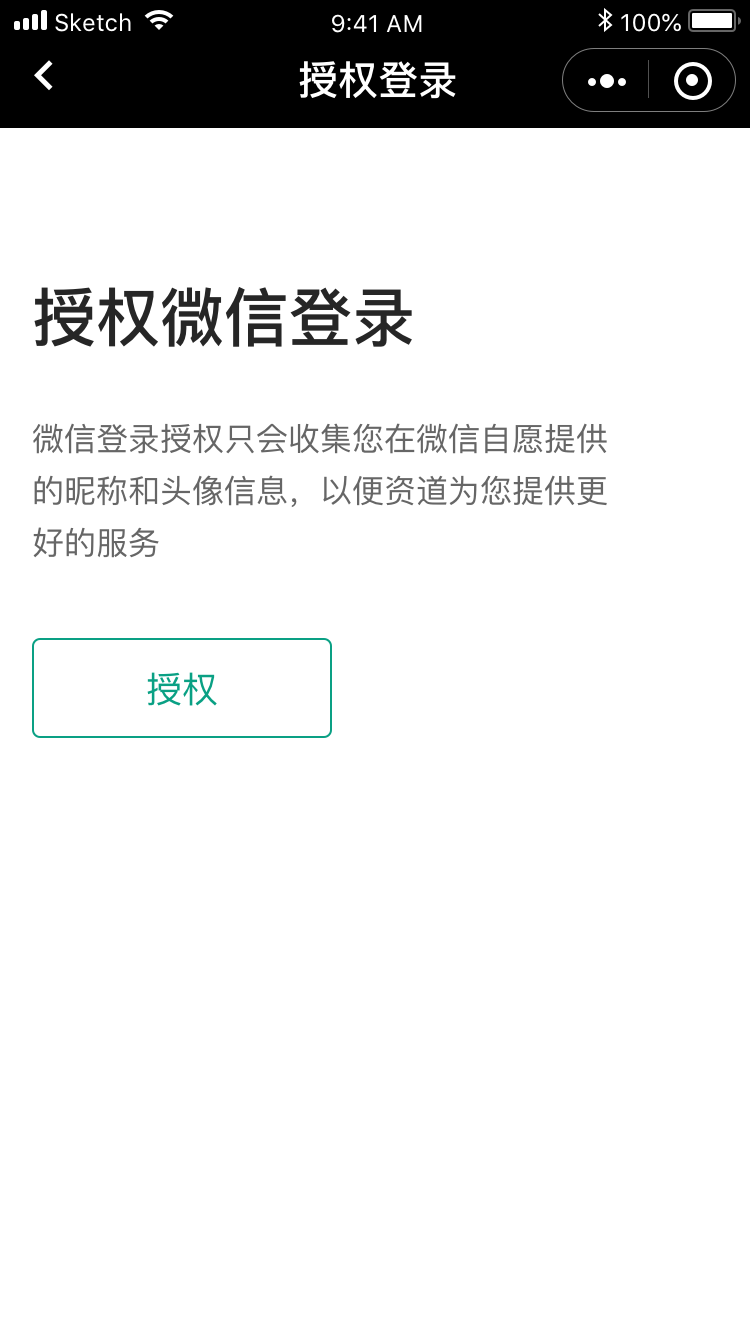 Sketch 9:41 AM 100%
授权登录
授权微信登录
微信登录授权只会收集您在微信自愿提供
的昵称和头像信息，以便资道为您提供更
好的服务
授权